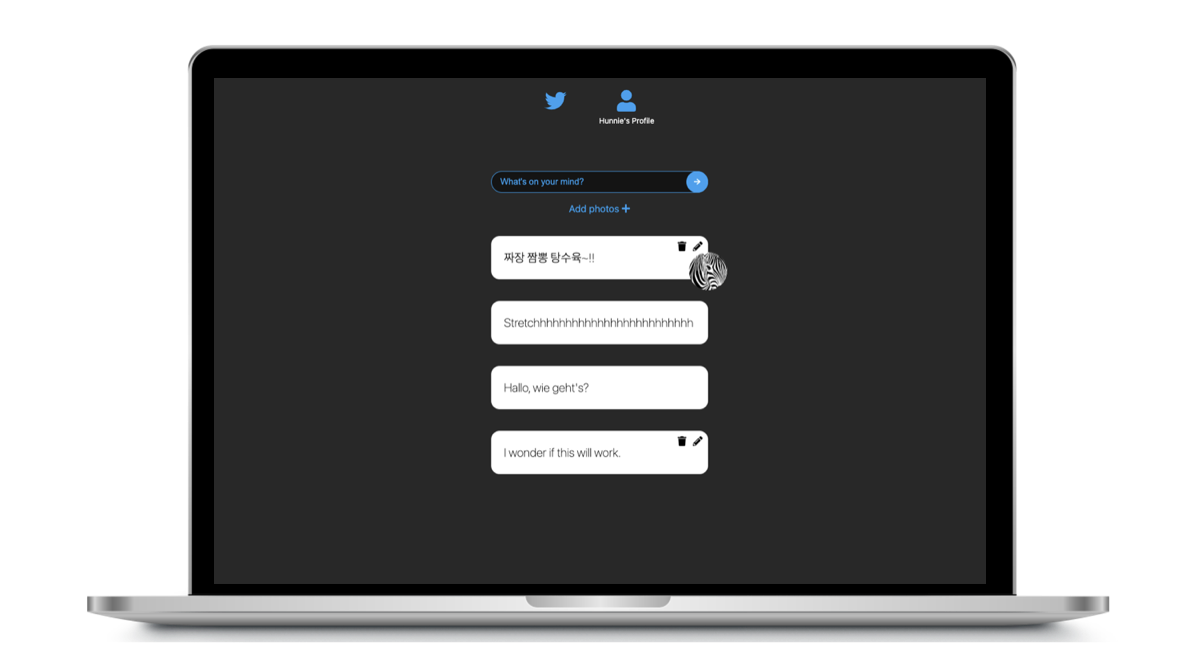 Hunnie's Profile
What's on your mind?
Add photos
짜장 짬뽕 탕수육~!!
Stretchhhhhhhhhhhhhhhhhhhhhhhhh
Hallo, wie geht's?
I wonder if this will work.